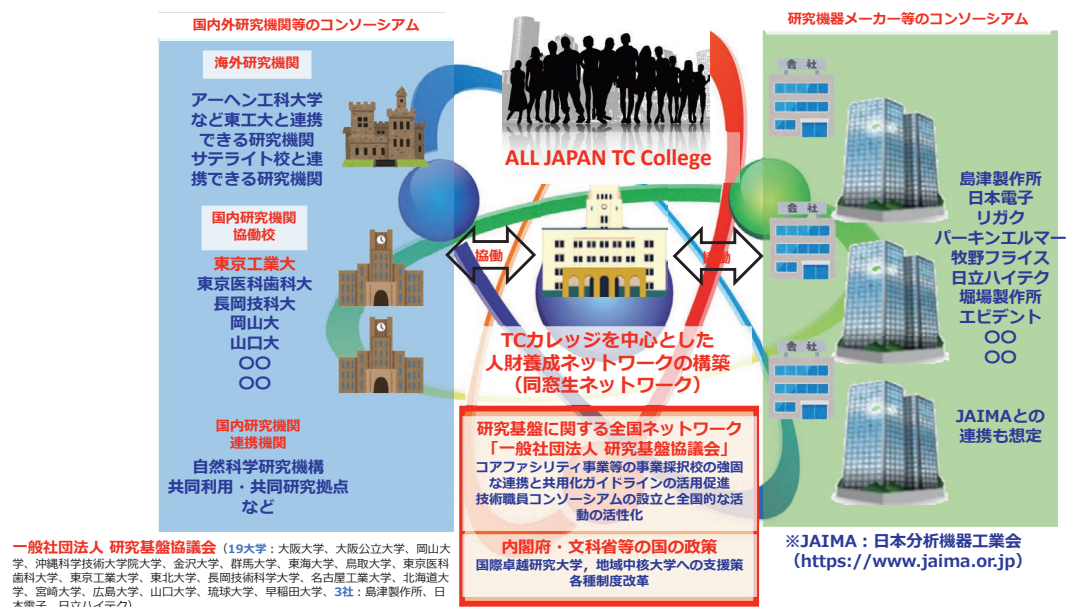 国内外研究機関等のコンソーシアム
海外研究機関
アーヘン工科大学
など東工大と連携
できる研究機関
サテライト校と連
携できる研究機関
国内研究機関
協働校
東京工業大
東京医科歯科大
長岡技科大
岡山大
山口大
〇〇
〇〇
国内研究機関
連携機関
自然科学研究機構
共同利用・共同研究拠点
など
ALL JAPAN TC College
協働
協働
TCカレッジを中心とした
人財養成ネットワークの構築
（同窓生ネットワーク）
研究基盤に関する全国ネットワーク
「一般社団法人 研究基盤協議会」
コアファシリティ事業等の事業採択校の強固
な連携と共用化ガイドラインの活用促進
技術職員コンソーシアムの設立と全国的な活
動の活性化
内閣府・文科省等の国の政策
国際卓越研究大学，地域中核大学への支援策
各種制度改革
研究機器メーカー等のコンソーシアム
会 社
会 社
会 社
島津製作所
日本電子
リガク
パーキンエルマー
牧野フライス
日立ハイテク
堀場製作所
エビデント
〇〇
〇〇
JAIMAとの
連携も想定
※JAIMA：日本分析機器工業会
（https://www.jaima.or.jp）
一般社団法人 研究基盤協議会（19大学：大阪大学、大阪公立大学、岡山大
学、沖縄科学技術大学院大学、金沢大学、群馬大学、東海大学、鳥取大学、東京医科
歯科大学、東京工業大学、東北大学、長岡技術科学大学、名古屋工業大学、北海道大
学、宮崎大学、広島大学、山口大学、琉球大学、早稲田大学、3社：島津製作所、日
本電子、日立ハイテク）